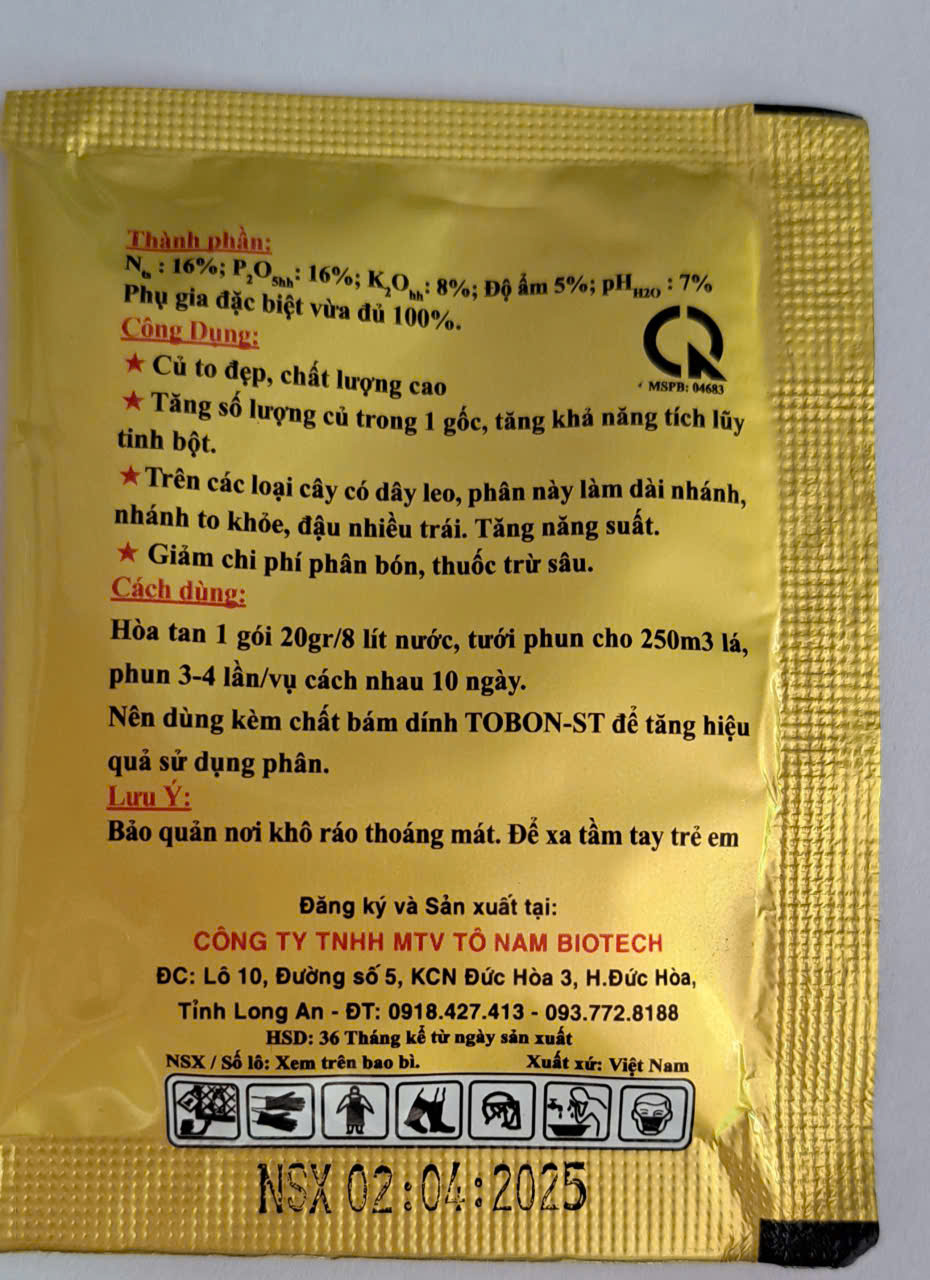 Thành phần:
Nts : 16%; P2O5hh: 16%; K2Ohh: 8%; Độ ẩm 5%; pHH2O : 7%
Phụ gia đặc biệt vừa đủ 100%.
Công Dụng:
MSPB: 04683
★ Củ to đẹp, chất lượng cao
★ Tăng số lượng củ trong 1 gốc, tăng khả năng tích lũy
tinh bột.
★ Trên các loại cây có dây leo, phân này làm dài nhánh,
nhánh to khỏe, đậu nhiều trái. Tăng năng suất.
★ Giảm chi phí phân bón, thuốc trừ sâu.
Cách dùng:
Hòa tan 1 gói 20gr/8 lít nước, tưới phun cho 250m3 lá,
phun 3-4 lần/vụ cách nhau 10 ngày.
Nên dùng kèm chất bám dính TOBON-ST để tăng hiệu
quả sử dụng phân.
Lưu Ý:
Bảo quản nơi khô ráo thoáng mát. Để xa tầm tay trẻ em
Đăng ký và Sản xuất tại:
CÔNG TY TNHH MTV TÔ NAM BIOTECH
ĐC: Lô 10, Đường số 5, KCN Đức Hòa 3, H.Đức Hòa,
Tỉnh Long An - ĐT: 0918.427.413 - 093.772.8188
HSD: 36 Tháng kể từ ngày sản xuất
NSX / Số lô: Xem trên bao bì. Xuất xứ: Việt Nam
NSX 02:04:2025